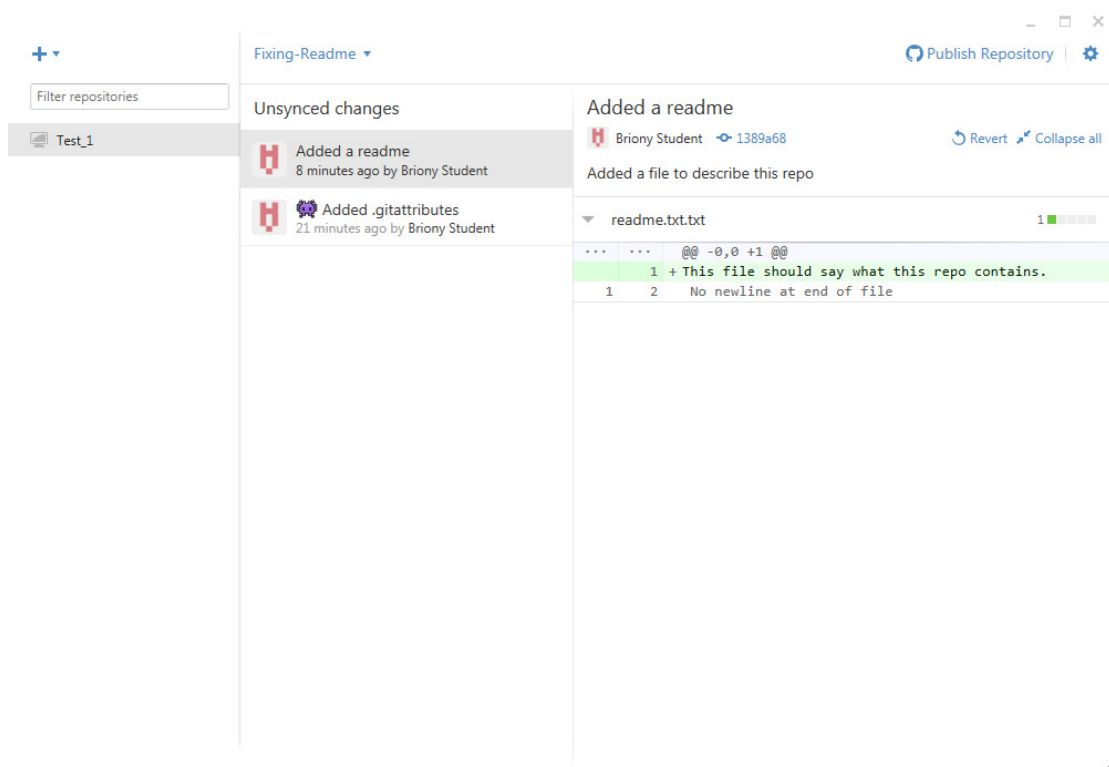 Fixing-Readme
Publish Repository
Filter repositories
Test_1
Unsynced changes
Added a readme
8 minutes ago by Briony Student
Added .gitattributes
21 minutes ago by Briony Student
Added a readme
Briony Student 1389a68 Revert Collapse all
Added a file to describe this repo
readme.txt.txt 1
... ... @@ -0,0 +1 @@
1 +This file should say what this repo contains.
1 2 No newline at end of file